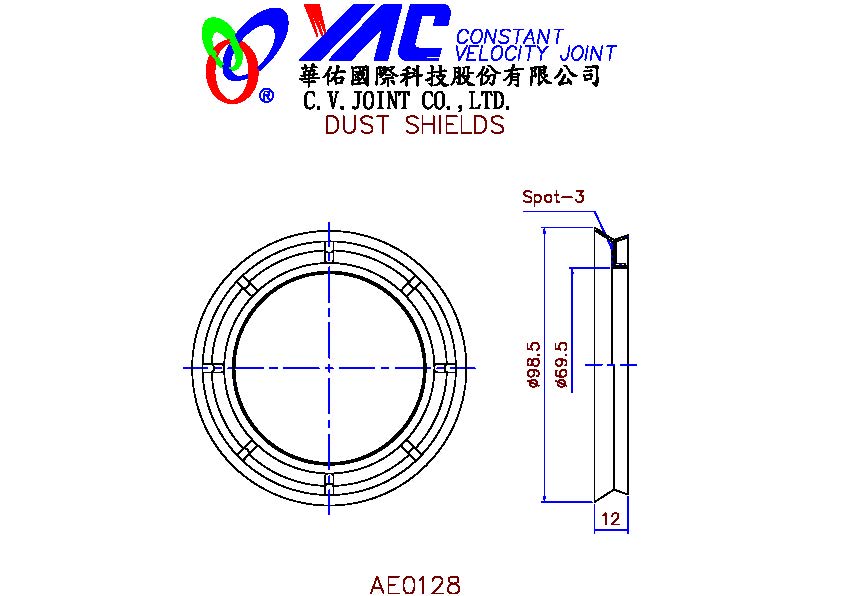 YAC CONSTANT
VELOCITY JOINT
®
華佑國際科技股份有限公司
C.V.JOINT CO.,LTD.
DUST SHIELDS
Spot-3
ø98.5
ø69.5
12
AE0128